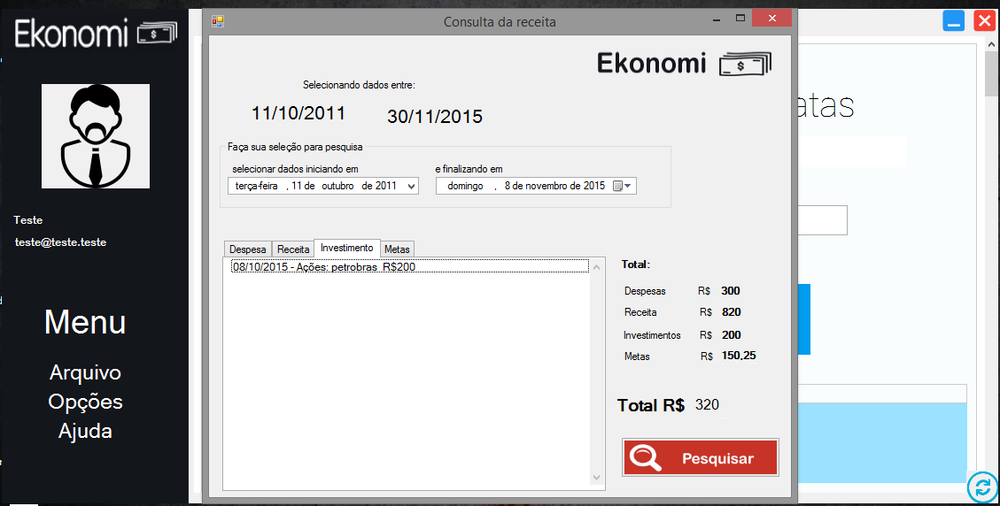 Ekonomi
Teste
teste@teste.teste
Menu
Arquivo
Opções
Ajuda
Consulta da receita
Ekonomi
Selecionando dados entre:
11/10/2011 30/11/2015
Faça sua seleção para pesquisa
selecionar dados iniciando em e finalizando em
terça-feira , 11 de outubro de 2011 domingo , 8 de novembro de 2015
Despesa Receita Investimento Metas
08/10/2015 - Ações: petrobras R$200
Total:
Despesas R$ 300
Receita R$ 820
Investimentos R$ 200
Metas R$ 150,25
Total R$ 320
Pesquisar
atas